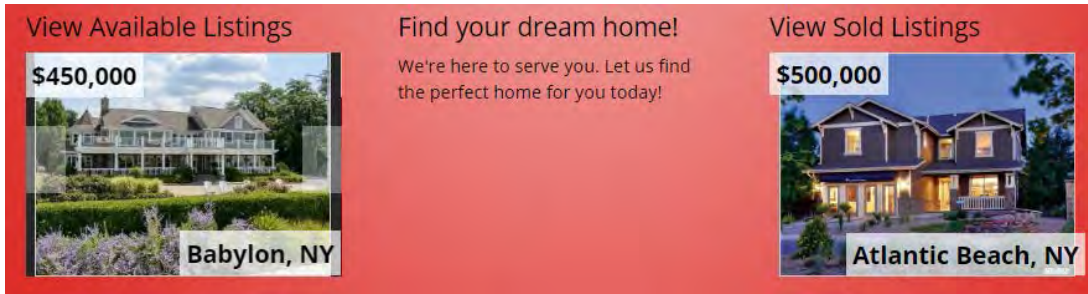 View Available Listings
$450,000
Babylon, NY
Find your dream home!
We're here to serve you. Let us find
the perfect home for you today!
View Sold Listings
$500,000
Atlantic Beach, NY